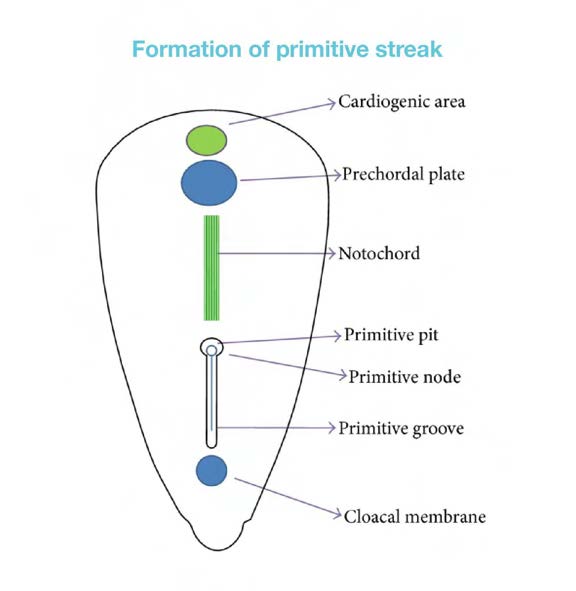 Formation of primitive streak
Cardiogenic area
Prechordal plate
Notochord
Primitive pit
Primitive node
Primitive groove
Cloacal membrane